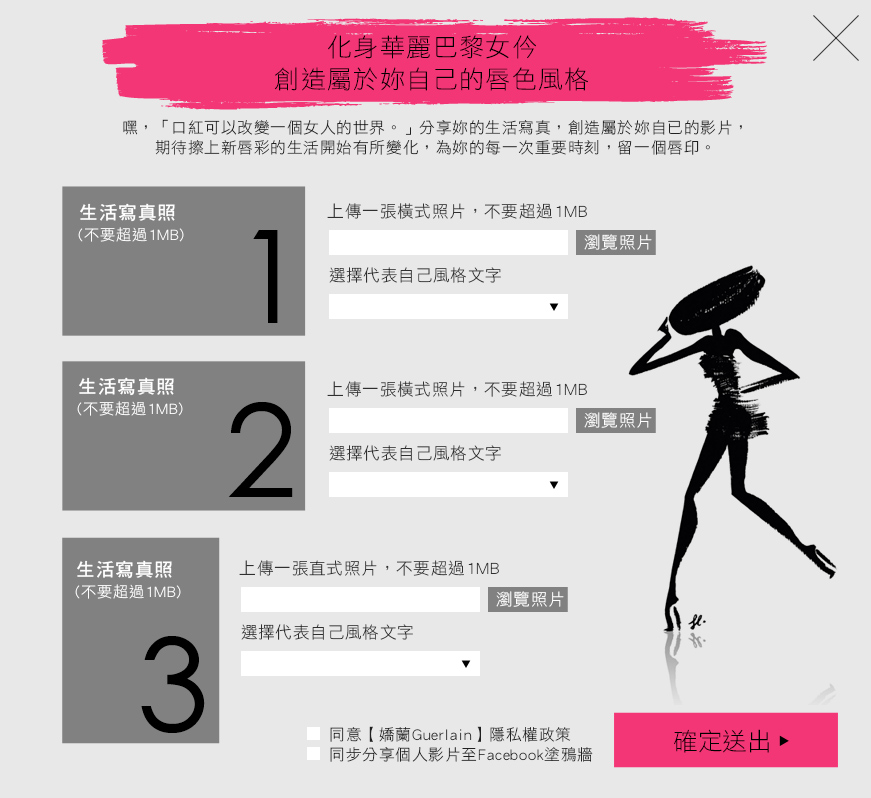 化身華麗巴黎女伶
創造屬於妳自己的唇色風格
嘿，「口紅可以改變一個女人的世界。」分享妳的生活寫真，創造屬於妳自已的影片，
期待擦上新唇彩的生活開始有所變化，為妳的每一次重要時刻，留一個唇印。
生活寫真照
(不要超過1MB)
1
上傳一張橫式照片，不要超過1MB
瀏覽照片
選擇代表自己風格文字
生活寫真照
(不要超過1MB)
2
上傳一張橫式照片，不要超過1MB
瀏覽照片
選擇代表自己風格文字
生活寫真照
(不要超過1MB)
3
上傳一張直式照片，不要超過1MB
瀏覽照片
選擇代表自己風格文字
同意【嬌蘭Guerlain】隱私權政策
同步分享個人影片至Facebook塗鴉牆
確定送出